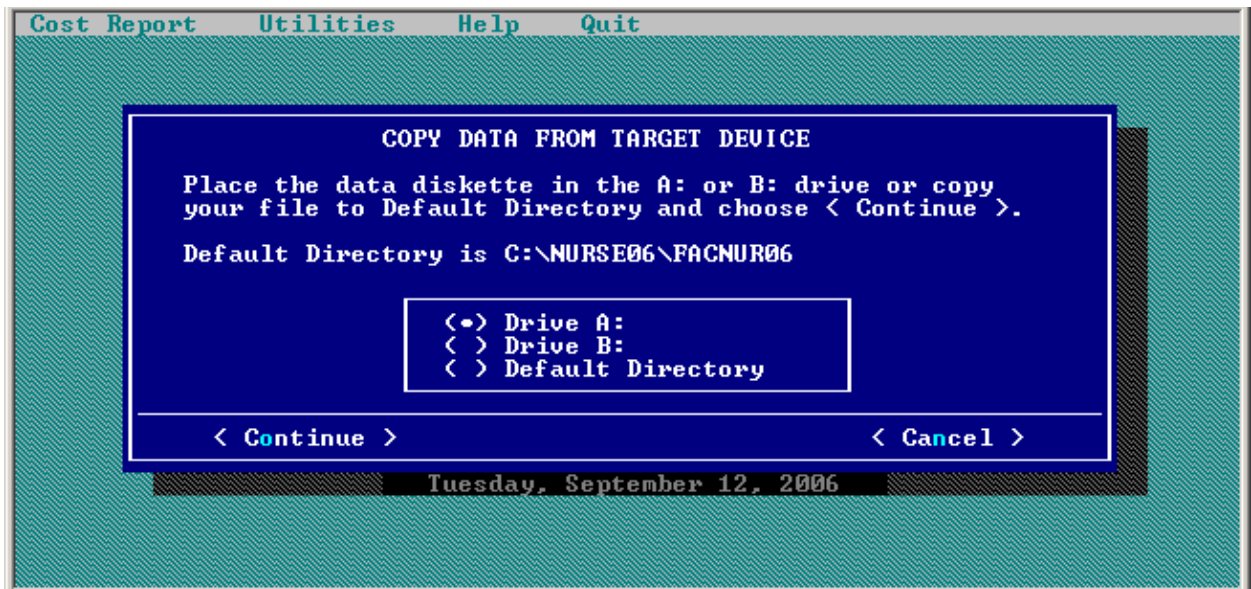 Cost Report Utilities Help Quit
COPY DATA FROM TARGET DEVICE
Place the data diskette in the A: or B: drive or copy
your file to Default Directory and choose < Continue >.
Default Directory is C:\NURSE06\FACNUR06
(•) Drive A:
( ) Drive B:
( ) Default Directory
< Continue > < Cancel >
Tuesday, September 12, 2006